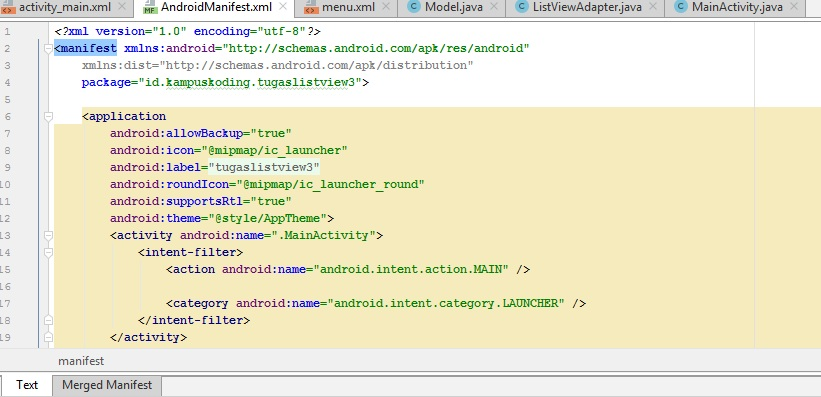 activity_main.xml AndroidManifest.xml menu.xml Model.java ListViewAdapter.java MainActivity.java
1 <?xml version="1.0" encoding="utf-8"?>
2 <manifest xmlns:android="http://schemas.android.com/apk/res/android"
3 xmlns:dist="http://schemas.android.com/apk/distribution"
4 package="id.kampuskoding.tugaslistview3">
5
6 <application
7 android:allowBackup="true"
8 android:icon="@mipmap/ic_launcher"
9 android:label="tugaslistview3"
10 android:roundIcon="@mipmap/ic_launcher_round"
11 android:supportsRtl="true"
12 android:theme="@style/AppTheme">
13 <activity android:name=".MainActivity">
14 <intent-filter>
15 <action android:name="android.intent.action.MAIN" />
16
17 <category android:name="android.intent.category.LAUNCHER" />
18 </intent-filter>
19 </activity>
manifest
Text Merged Manifest